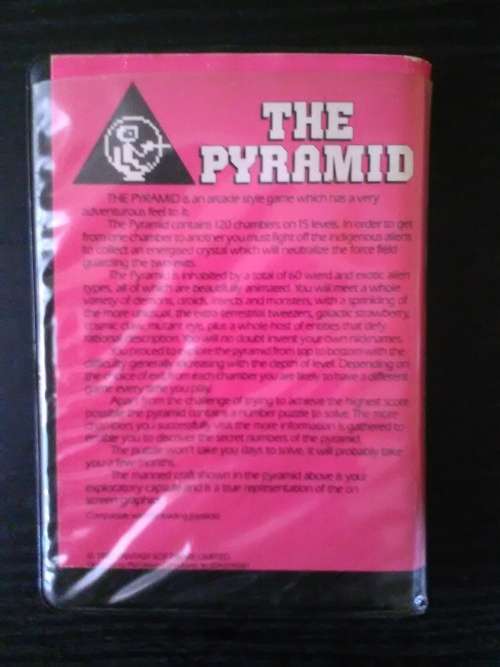 THE
PYRAMID
THE PYRAMID is an arcade style game which has a very
adventurous feel to it.
The Pyramid contains 120 chambers on 15 levels. In order to get
from one chamber to another you must fight off the indigenous aliens
to collect an energised crystal which will neutralize the force field
guarding the two exits.
The Pyramid is inhabited by a total of 60 wierd and exotic alien
types, all of which are beautifully animated. You will meet a whole
variety of demons, droids, insects and monsters, with a sprinkling of
the more unusual, the extra terrestrial tweezers, galactic strawberry,
cosmic claw, mutant eye, plus a whole host of entities that defy
rational description. You will no doubt invent your own nicknames.
You proceed to explore the pyramid from top to bottom with the
difficulty generally increasing with the depth of level. Depending on
the choice of exit from each chamber you are likely to have a different
game every time you play.
Apart from the challenge of trying to achieve the highest score
possible the pyramid contains a number puzzle to solve. The more
chambers you successfully visit the more information is gathered to
enable you to discover the secret numbers of the pyramid.
The puzzle won't take you days to solve, it will probably take
you a few months.
The manned craft shown in the pyramid above is your
exploratory capsule and is a true representation of the on
screen graphics.
SOFTWARE LIMITED